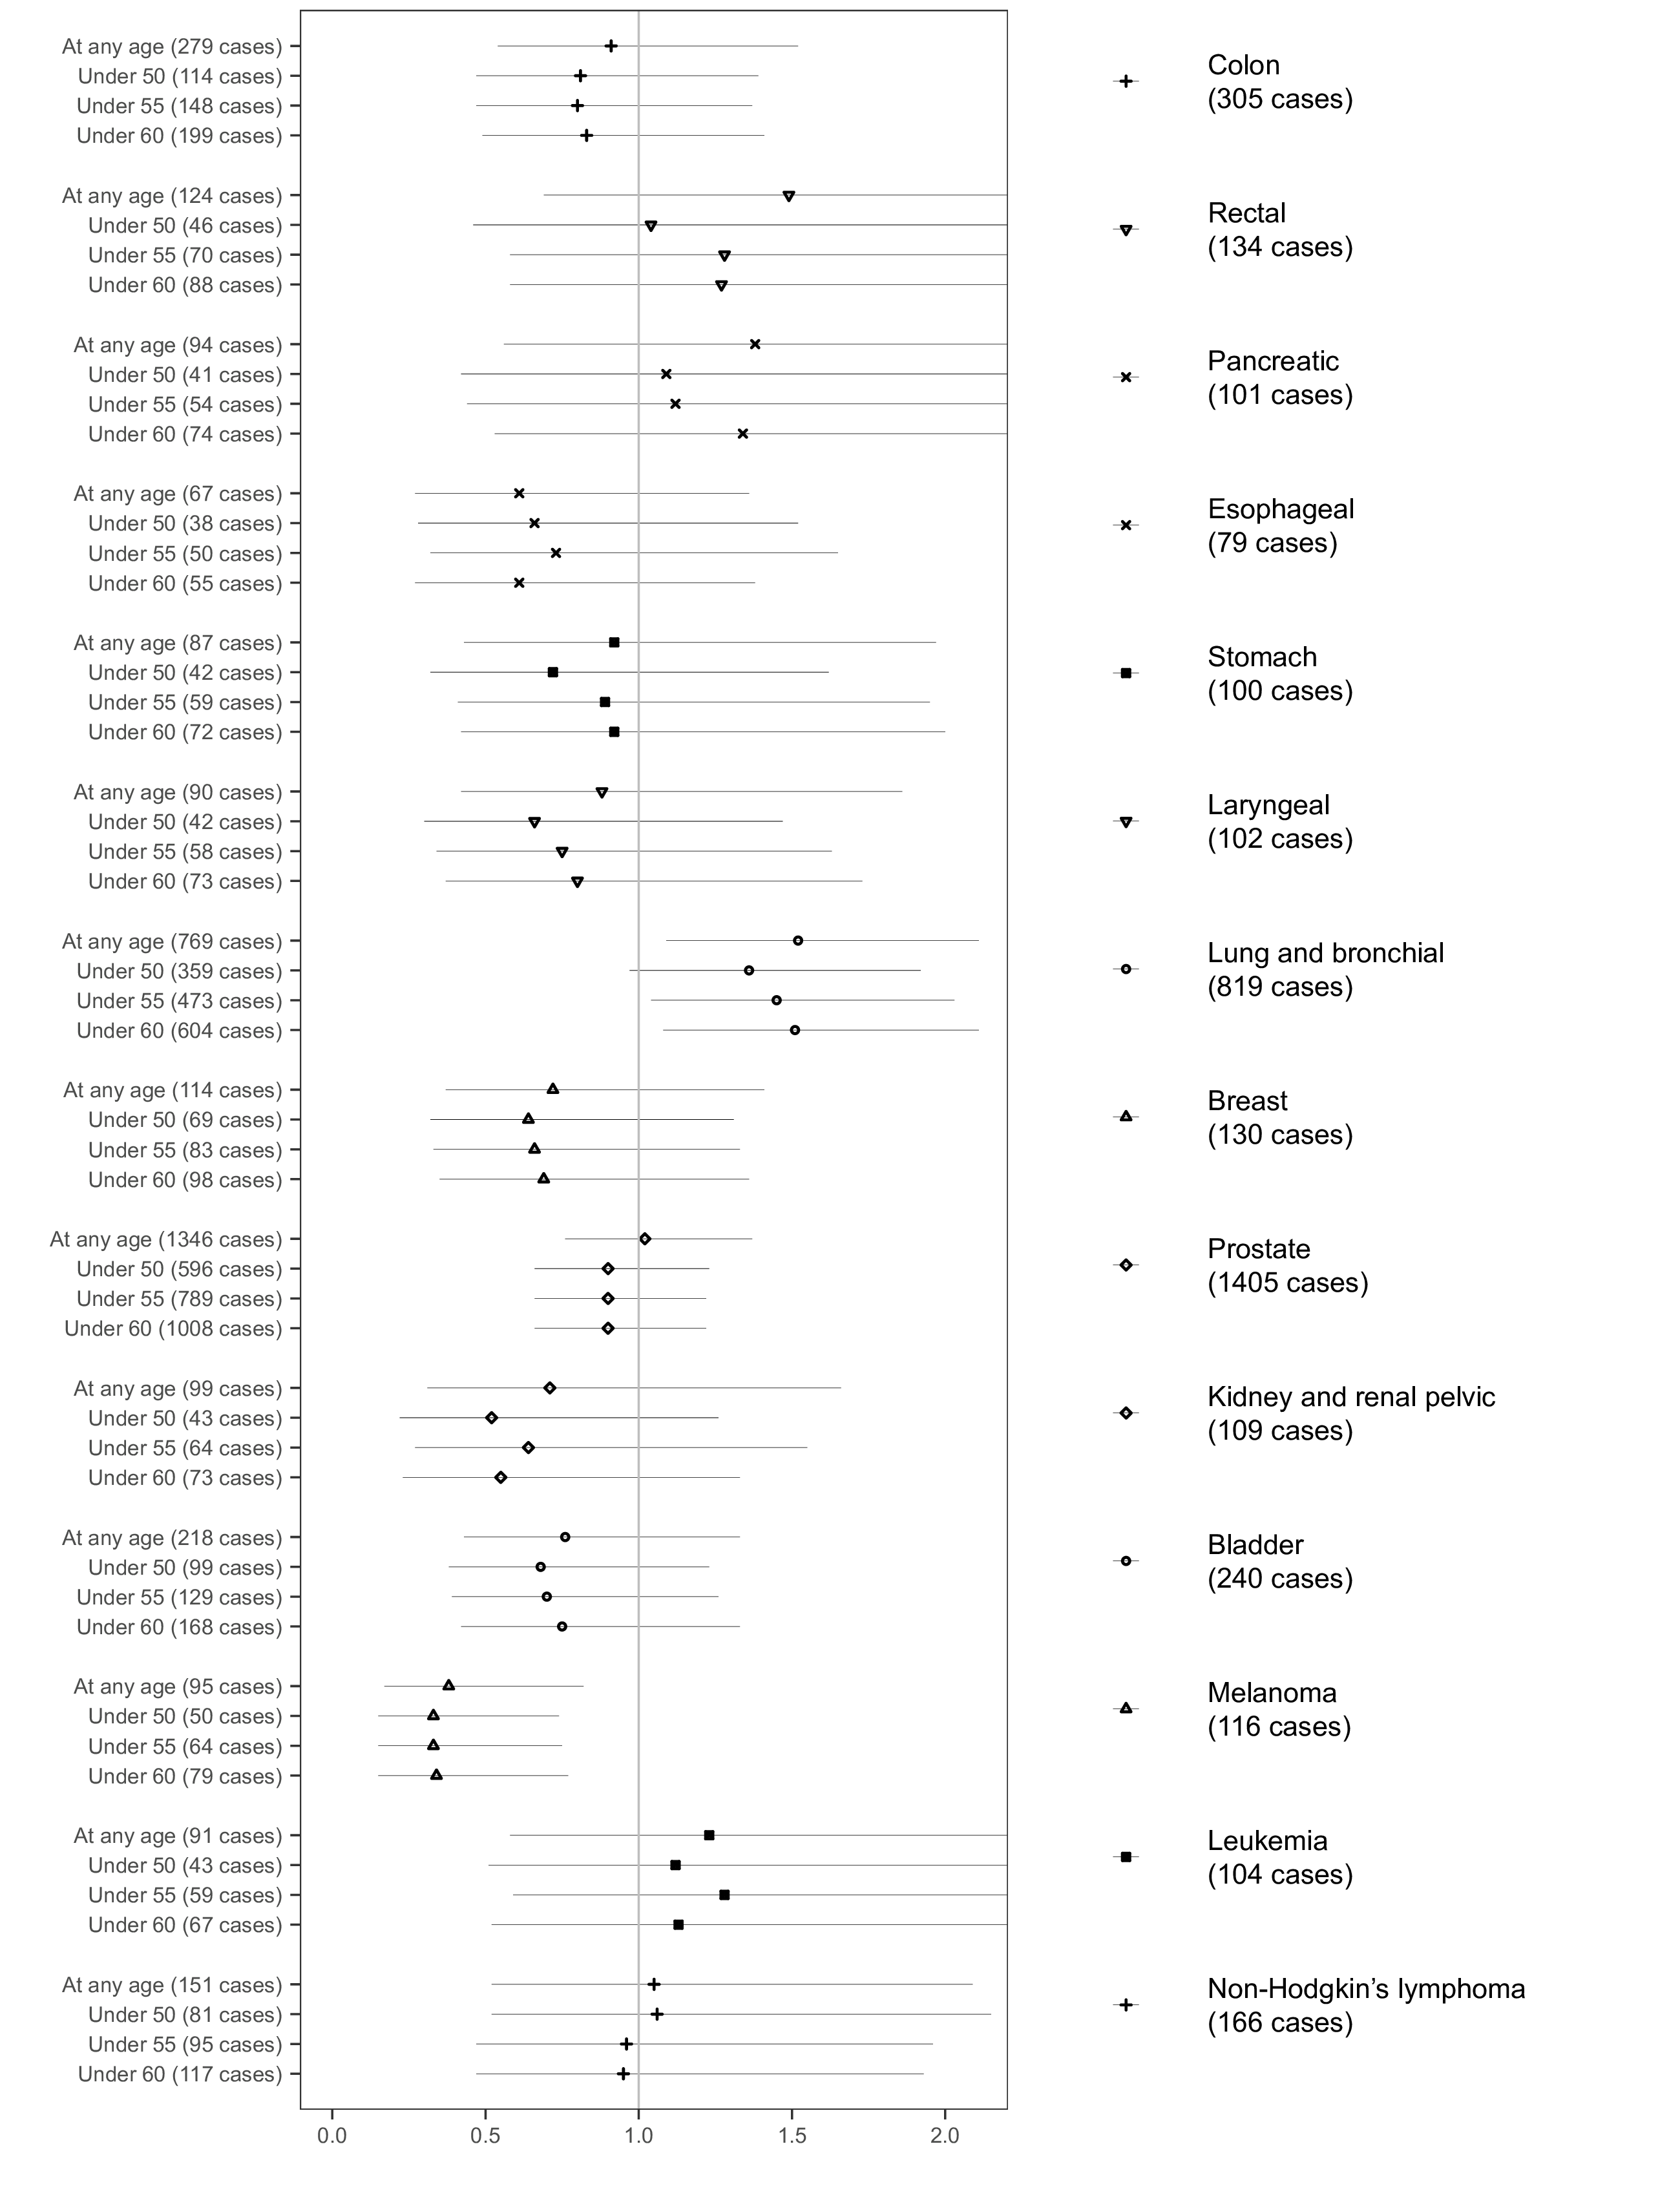 At any age (279 cases)
Under 50 (114 cases)
Under 55 (148 cases)
Under 60 (199 cases)
Colon
(305 cases)
At any age (124 cases)
Under 50 (46 cases)
Under 55 (70 cases)
Under 60 (88 cases)
Rectal
(134 cases)
At any age (94 cases)
Under 50 (41 cases)
Under 55 (54 cases)
Under 60 (74 cases)
Pancreatic
(101 cases)
At any age (67 cases)
Under 50 (38 cases)
Under 55 (50 cases)
Under 60 (55 cases)
Esophageal
(79 cases)
At any age (87 cases)
Under 50 (42 cases)
Under 55 (59 cases)
Under 60 (72 cases)
Stomach
(100 cases)
At any age (90 cases)
Under 50 (42 cases)
Under 55 (58 cases)
Under 60 (73 cases)
Laryngeal
(102 cases)
At any age (769 cases)
Under 50 (359 cases)
Under 55 (473 cases)
Under 60 (604 cases)
Lung and bronchial
(819 cases)
At any age (114 cases)
Under 50 (69 cases)
Under 55 (83 cases)
Under 60 (98 cases)
Breast
(130 cases)
At any age (1346 cases)
Under 50 (596 cases)
Under 55 (789 cases)
Under 60 (1008 cases)
Prostate
(1405 cases)
At any age (99 cases)
Under 50 (43 cases)
Under 55 (64 cases)
Under 60 (73 cases)
Kidney and renal pelvic
(109 cases)
At any age (218 cases)
Under 50 (99 cases)
Under 55 (129 cases)
Under 60 (168 cases)
Bladder
(240 cases)
At any age (95 cases)
Under 50 (50 cases)
Under 55 (64 cases)
Under 60 (79 cases)
Melanoma
(116 cases)
At any age (91 cases)
Under 50 (43 cases)
Under 55 (59 cases)
Under 60 (67 cases)
Leukemia
(104 cases)
At any age (151 cases)
Under 50 (81 cases)
Under 55 (95 cases)
Under 60 (117 cases)
Non-Hodgkin’s lymphoma
(166 cases)
0.0 0.5 1.0 1.5 2.0